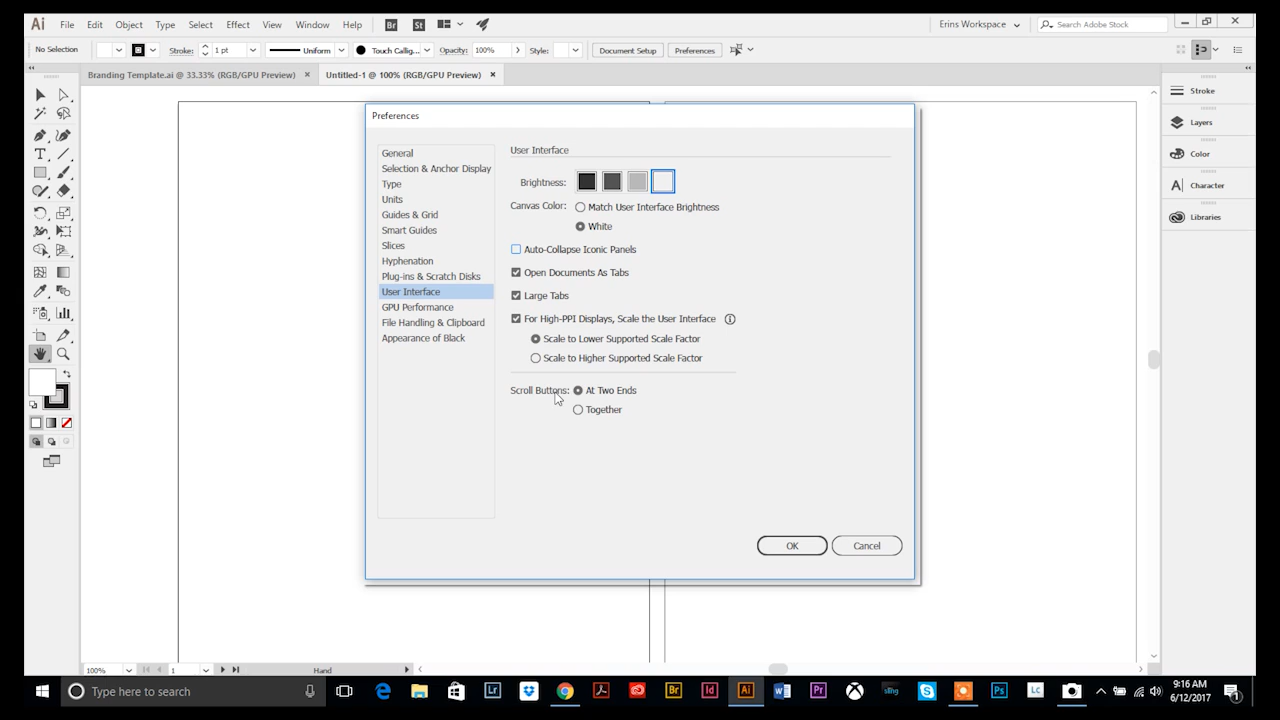 Ai File Edit Object Type Select Effect View Window Help Br St Erins Workspace Search Adobe Stock
No Selection Stroke: 1 pt Uniform Touch Callig... Opacity: 100% Style: Document Setup Preferences
Branding Template.ai @ 33.33% (RGB/GPU Preview) × Untitled-1 @ 100% (RGB/GPU Preview) ×
Preferences
General
Selection & Anchor Display
Type
Units
Guides & Grid
Smart Guides
Slices
Hyphenation
Plug-ins & Scratch Disks
User Interface
GPU Performance
File Handling & Clipboard
Appearance of Black
User Interface
Brightness:
Canvas Color: Match User Interface Brightness
White
Auto-Collapse Iconic Panels
Open Documents As Tabs
Large Tabs
For High-PPI Displays, Scale the User Interface
Scale to Lower Supported Scale Factor
Scale to Higher Supported Scale Factor
Scroll Buttons: At Two Ends
Together
OK Cancel
Stroke
Layers
Color
Character
Libraries
100% 1 Hand
Type here to search Lr Br Id Ai Pr sling Ps Lc 9:16 AM
6/12/2017